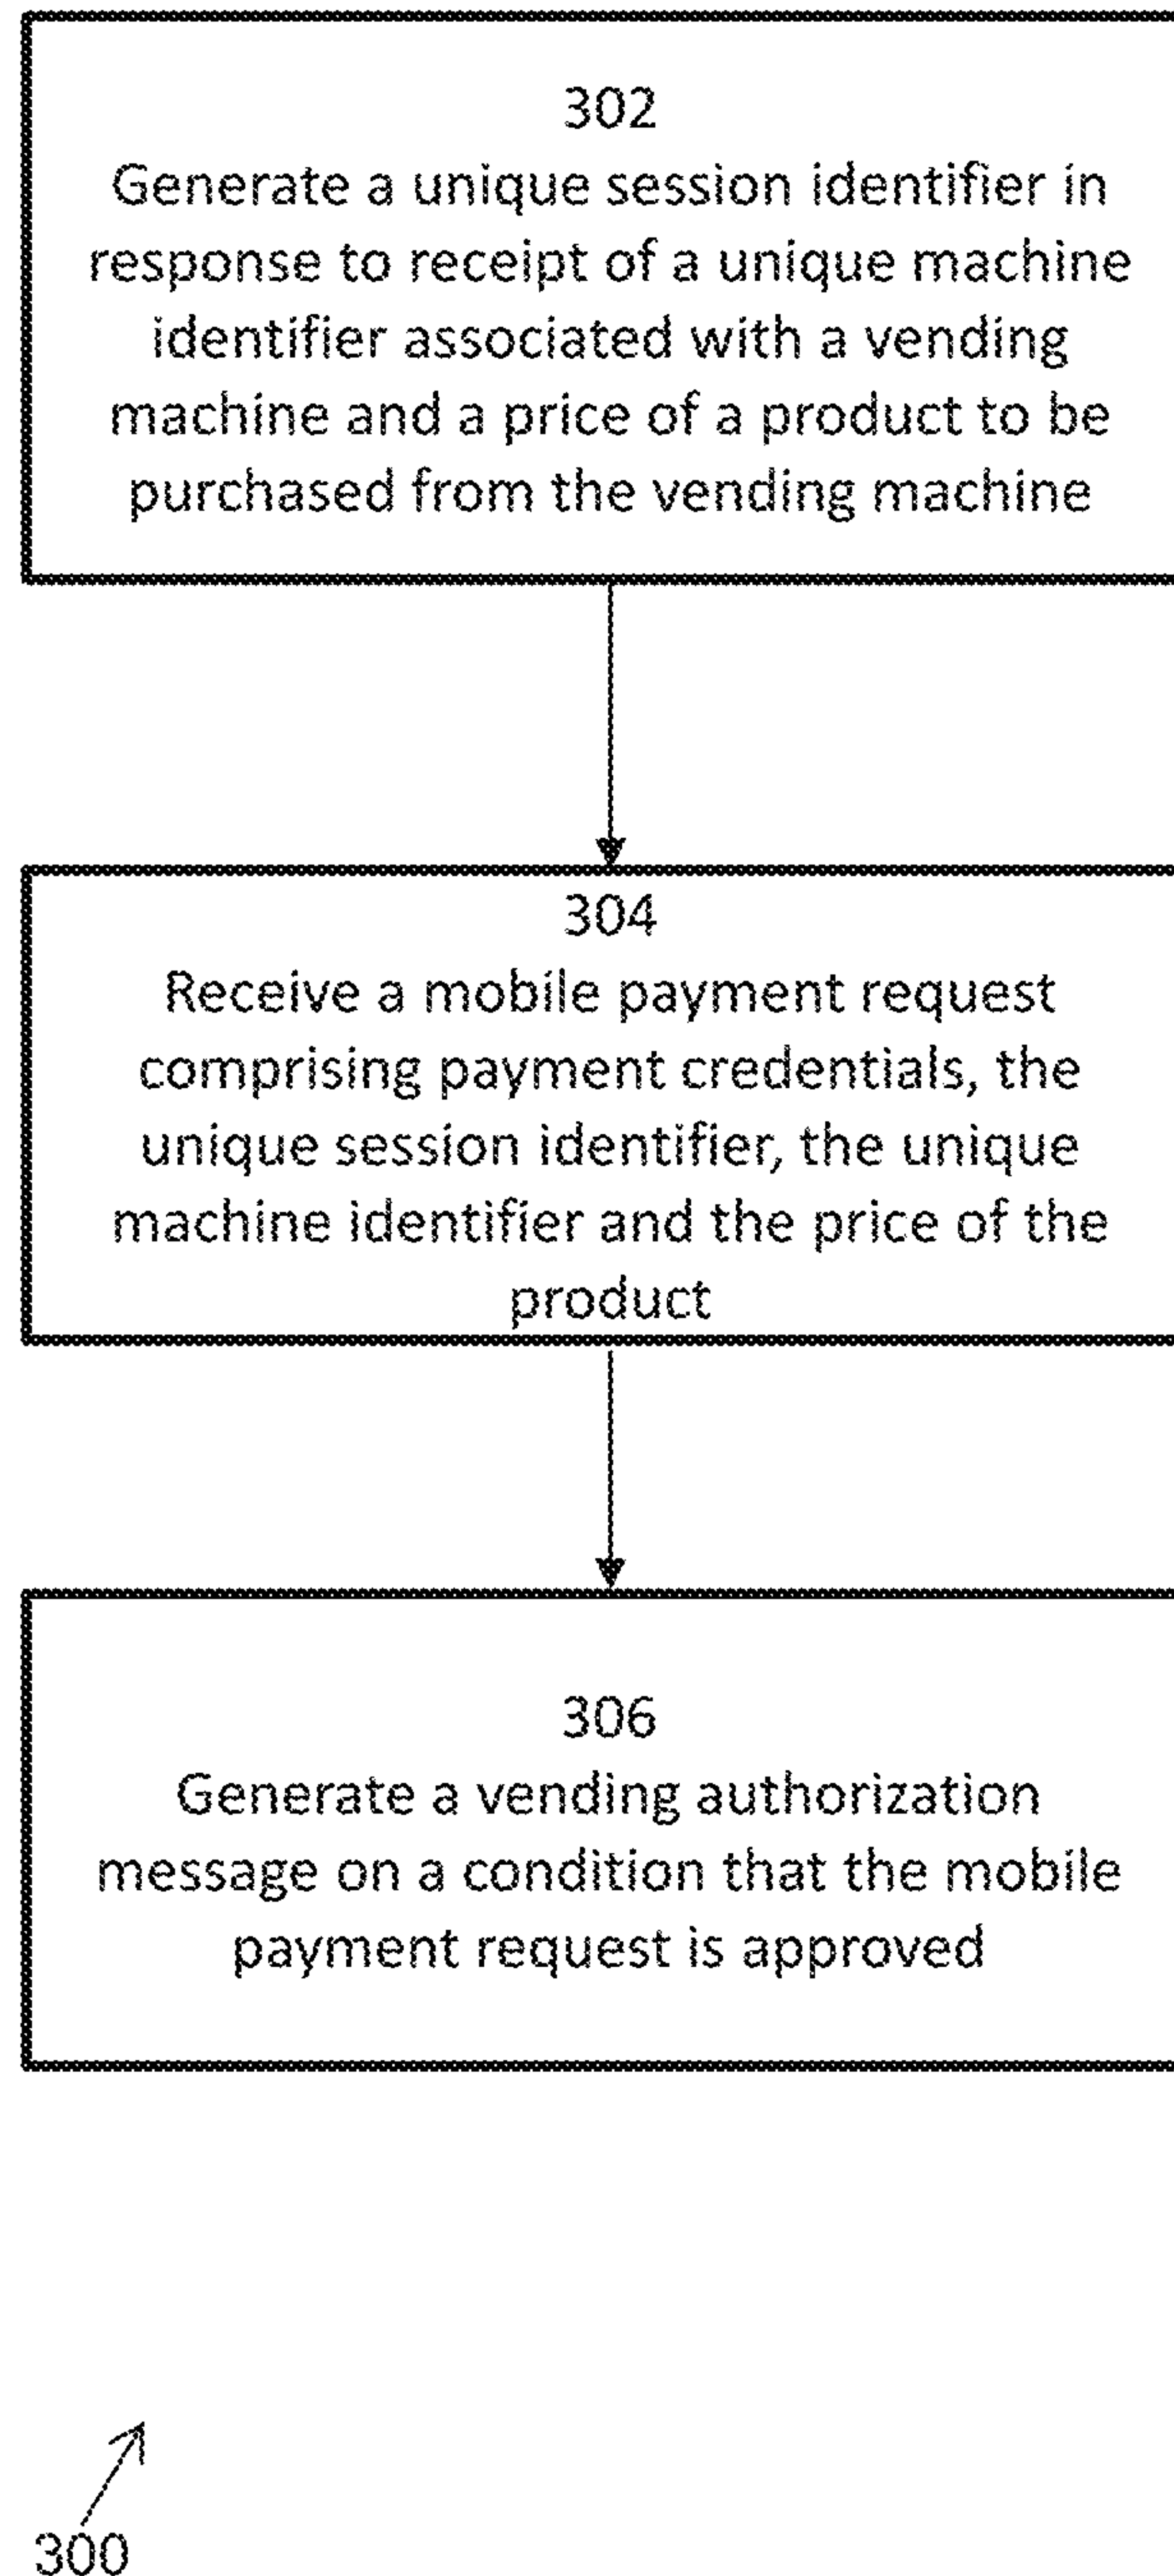 302
Generate a unique session identifier in
response to receipt of a unique machine
identifier associated with a vending
machine and a price of a product to be
purchased from the vending machine
304
Receive a mobile payment request
comprising payment credentials, the
unique session identifier, the unique
machine identifier and the price of the
product
306
Generate a vending authorization
message on a condition that the mobile
payment request is approved
300